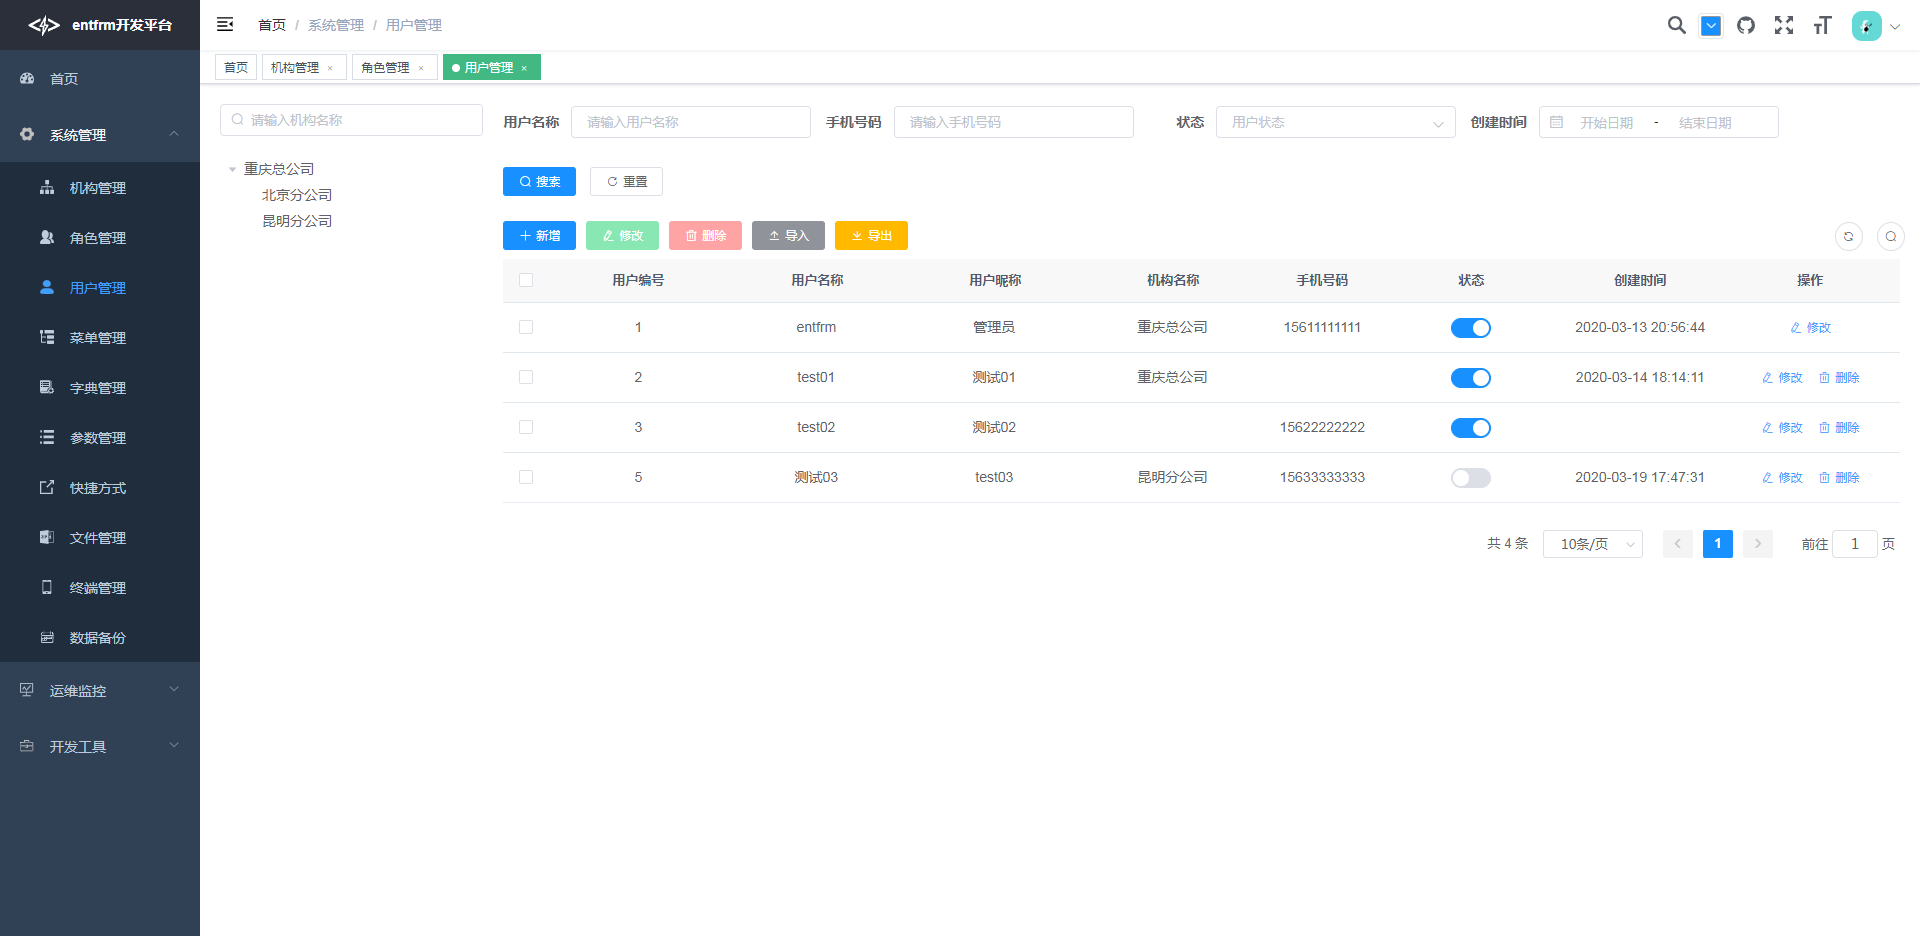 entfrm开发平台
首页
系统管理
机构管理
角色管理
用户管理
菜单管理
字典管理
参数管理
快捷方式
文件管理
终端管理
数据备份
运维监控
开发工具
首页 / 系统管理 / 用户管理
首页 机构管理 × 角色管理 × 用户管理 ×
请输入机构名称
重庆总公司
北京分公司
昆明分公司
用户名称 请输入用户名称 手机号码 请输入手机号码 状态 用户状态 创建时间 开始日期 - 结束日期
搜索 重置
新增 修改 删除 导入 导出
用户编号 用户名称 用户昵称 机构名称 手机号码 状态 创建时间 操作
1 entfrm 管理员 重庆总公司 15611111111 2020-03-13 20:56:44 修改
2 test01 测试01 重庆总公司 2020-03-14 18:14:11 修改 删除
3 test02 测试02 15622222222 修改 删除
5 测试03 test03 昆明分公司 15633333333 2020-03-19 17:47:31 修改 删除
共 4 条 10条/页 1 前往 1 页